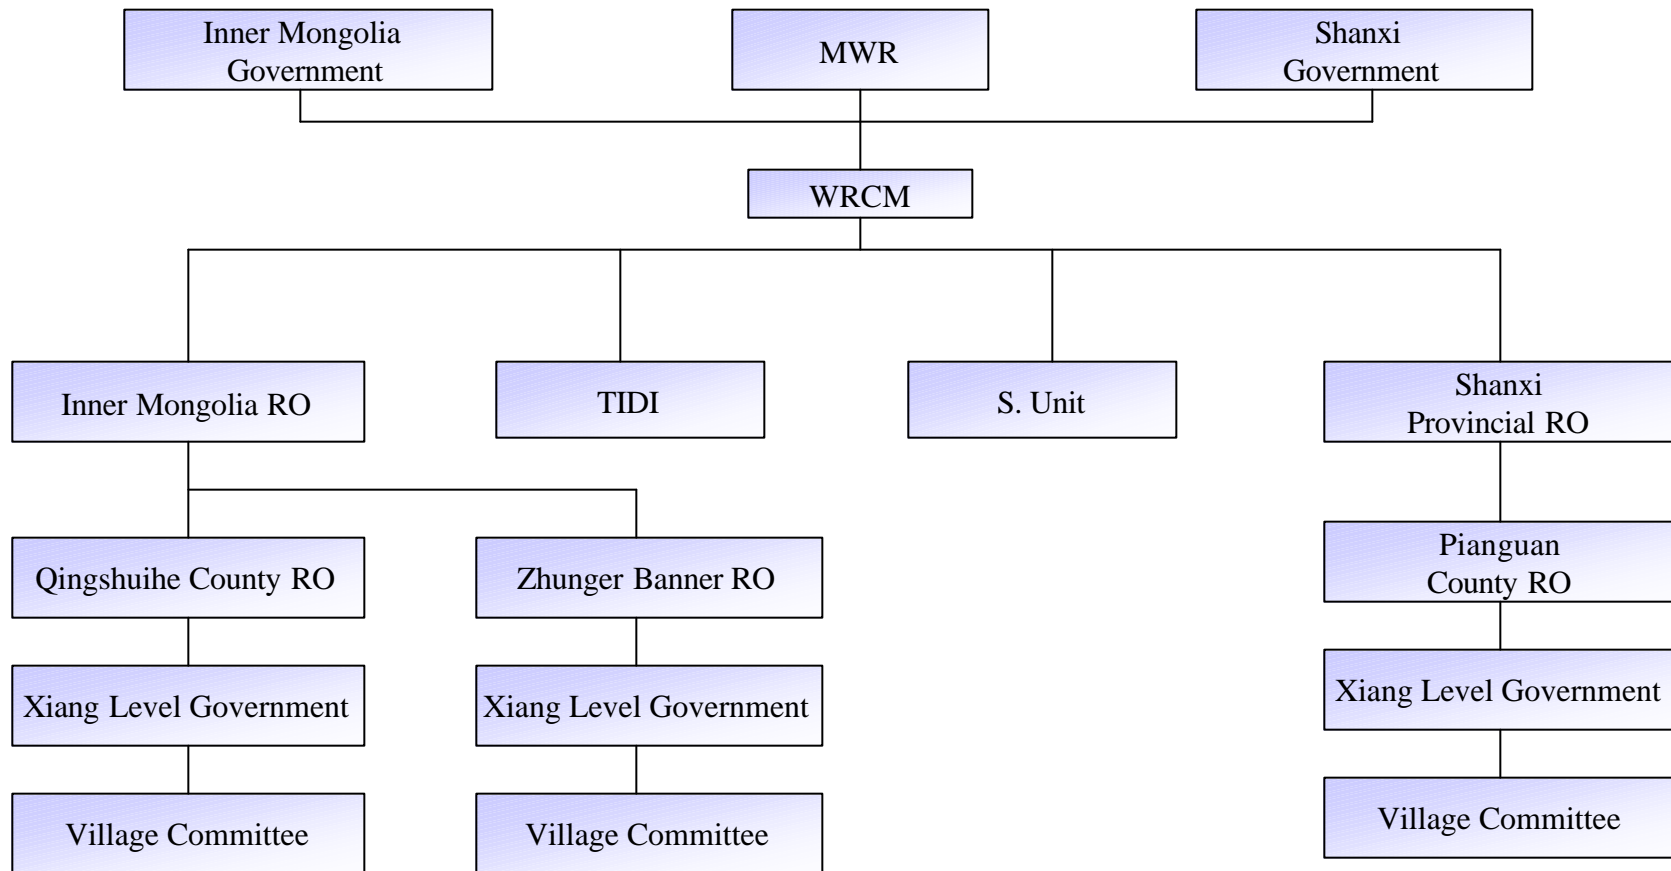 Inner Mongolia
Government
MWR
Shanxi
Government
WRCM
Inner Mongolia RO
TIDI
S. Unit
Shanxi
Provincial RO
Qingshuihe County RO
Zhunger Banner RO
Pianguan
County RO
Xiang Level Government
Xiang Level Government
Xiang Level Government
Village Committee
Village Committee
Village Committee